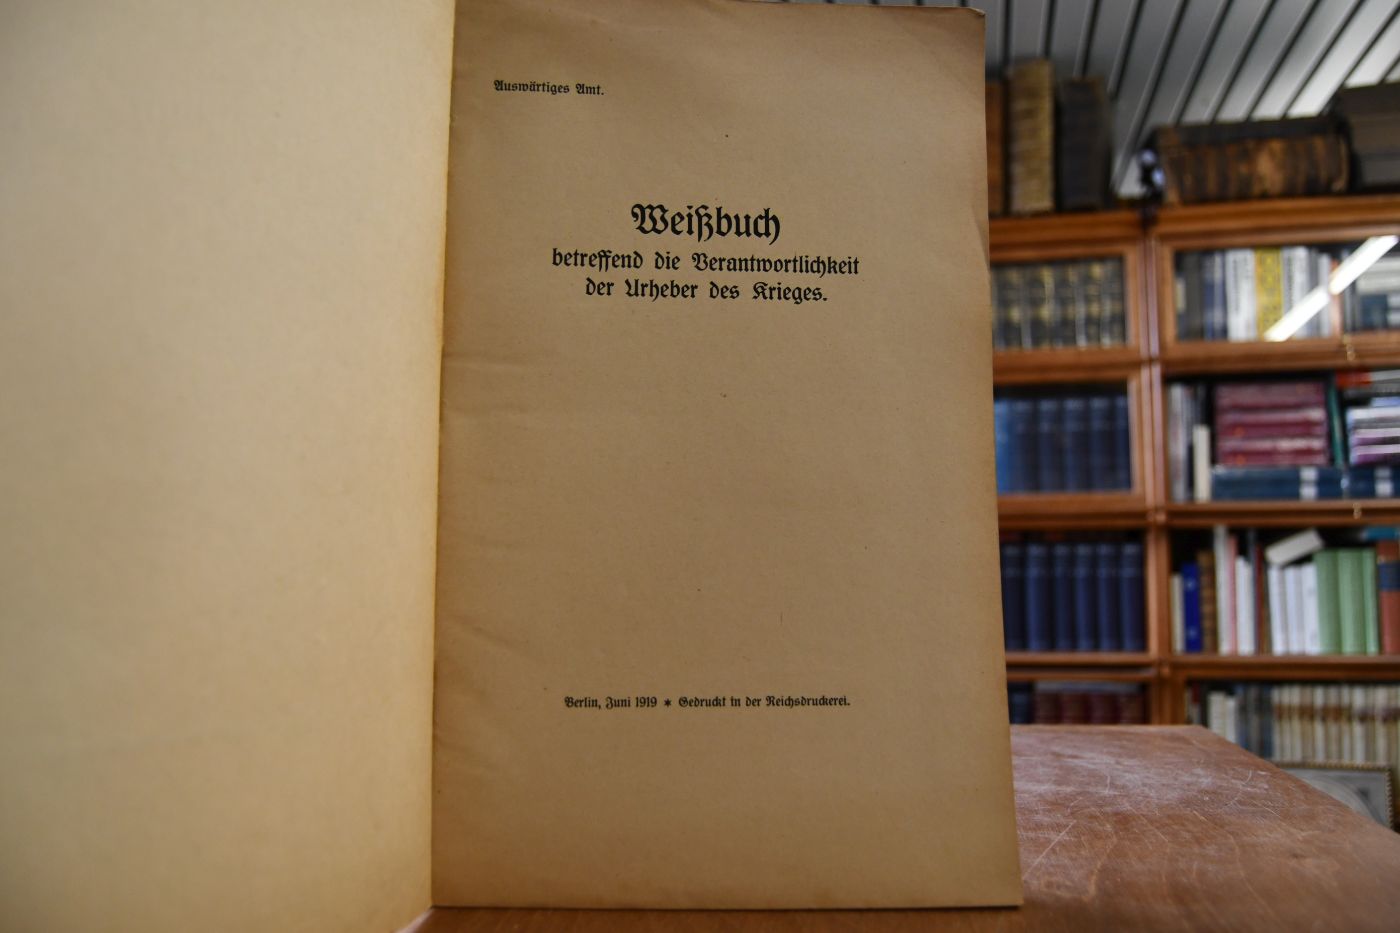 Auswärtiges Amt.
Weißbuch
betreffend die Verantwortlichkeit
der Urheber des Krieges.
Berlin, Juni 1919 * Gedruckt in der Reichsdruckerei.